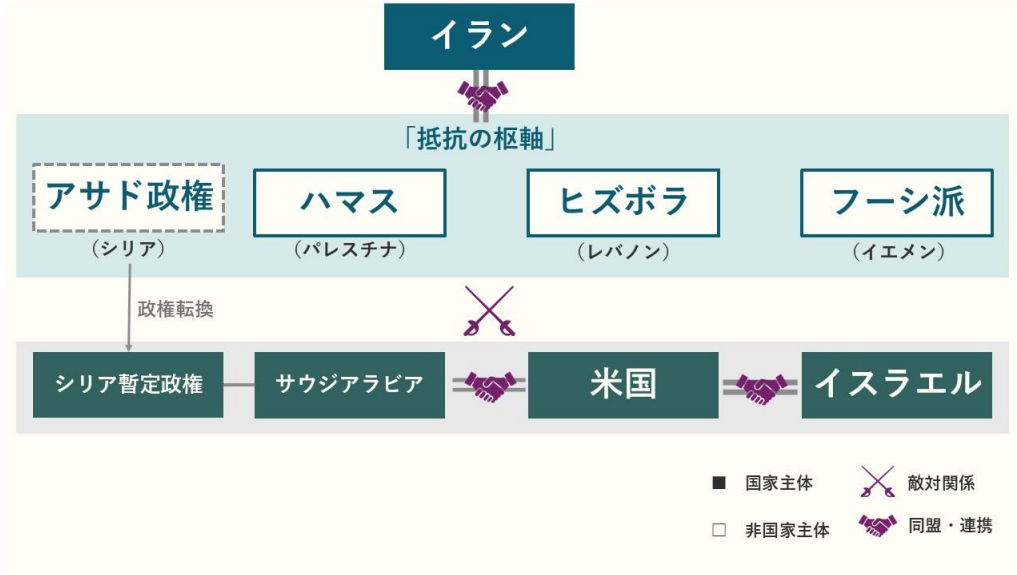 イラン
「抵抗の枢軸」
アサド政権
ハマス
ヒズボラ
フーシ派
（シリア）
（パレスチナ）
（レバノン）
（イエメン）
政権転換
シリア暫定政権
サウジアラビア
米国
イスラエル
■ 国家主体
敵対関係
□ 非国家主体
同盟・連携